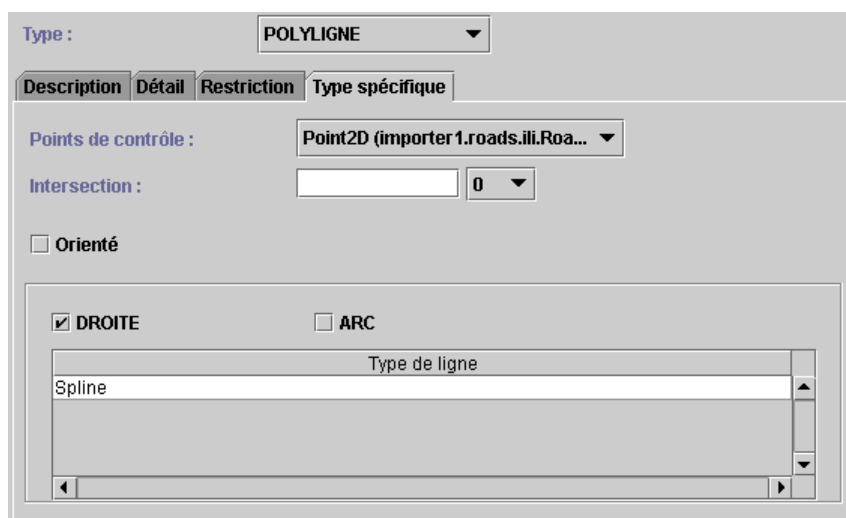 Type : POLYLIGNE
Description Détail Restriction Type spécifique
Points de contrôle : Point2D (importer1.roads.ili.Roa...
Intersection : 0
Orienté
DROITE ARC
Type de ligne
Spline